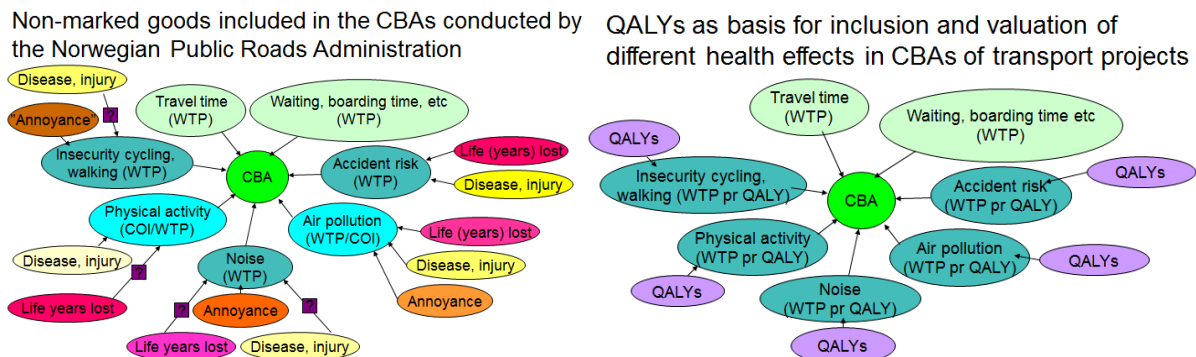 Non-marked goods included in the CBAs conducted by
the Norwegian Public Roads Administration
Disease, injury
?
"Annoyance"
Travel time
(WTP)
Waiting, boarding time, etc
(WTP)
Insecurity cycling,
walking (WTP)
CBA
Accident risk
(WTP)
Life (years) lost
Disease, injury
Physical activity
(COI/WTP)
Air pollution
(WTP/COI)
Life (years) lost
Disease, injury
?
Noise
(WTP)
Disease, injury
Annoyance
Life years lost
?
Annoyance
?
Life years lost
Disease, injury
QALYs as basis for inclusion and valuation of
different health effects in CBAs of transport projects
Travel time
(WTP)
Waiting, boarding time etc
(WTP)
QALYs
Insecurity cycling,
walking (WTP pr QALY)
CBA
Accident risk
(WTP pr QALY)
QALYs
Physical activity
(WTP pr QALY)
Air pollution
(WTP pr QALY)
QALYs
QALYs
Noise
(WTP pr QALY)
QALYs